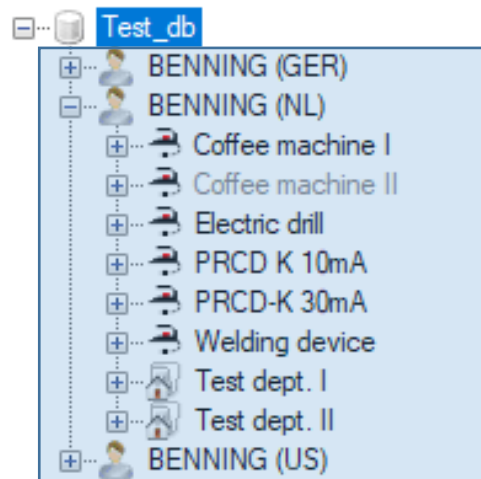 Test_db
BENNING (GER)
BENNING (NL)
Coffee machine I
Coffee machine II
Electric drill
PRCD K 10mA
PRCD-K 30mA
Welding device
Test dept. I
Test dept. II
BENNING (US)